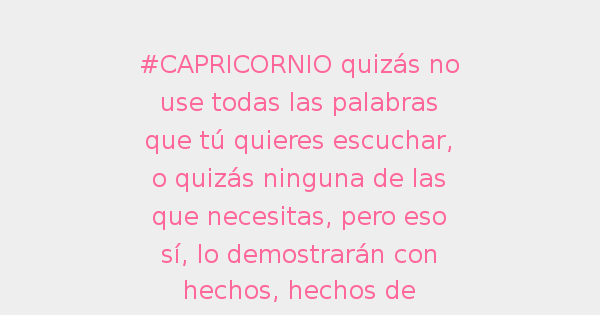 #CAPRICORNIO quizás no
use todas las palabras
que tú quieres escuchar,
o quizás ninguna de las
que necesitas, pero eso
sí, lo demostrarán con
hechos, hechos de